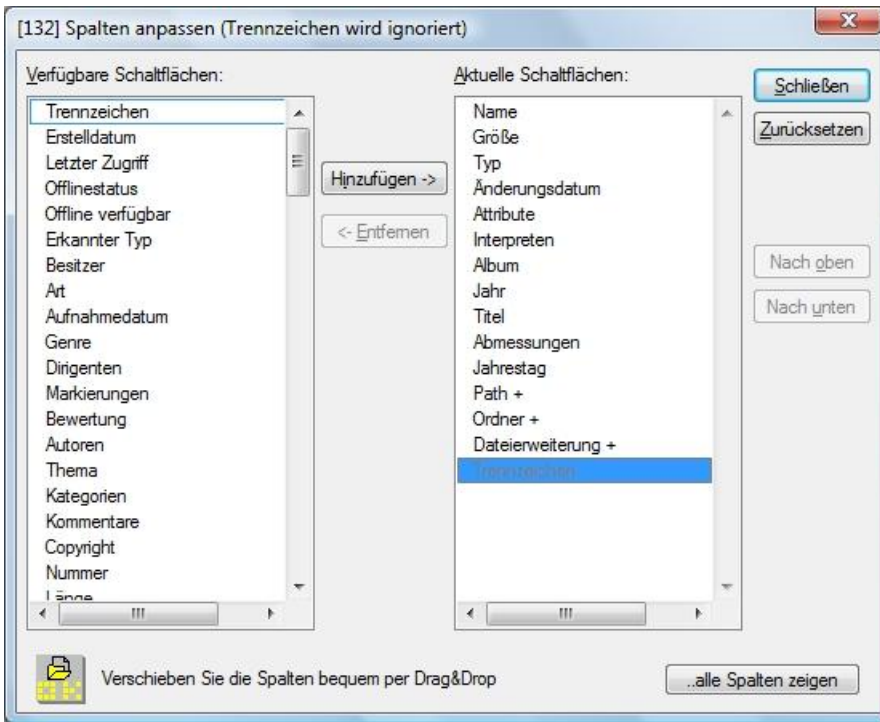 [132] Spalten anpassen (Trennzeichen wird ignoriert)
Verfügbare Schaltflächen:
Trennzeichen
Erstelldatum
Letzter Zugriff
Offlinestatus
Offline verfügbar
Erkannter Typ
Besitzer
Art
Aufnahmedatum
Genre
Dirigenten
Markierungen
Bewertung
Autoren
Thema
Kategorien
Kommentare
Copyright
Nummer
Länge
Hinzufügen ->
<- Entfernen
Aktuelle Schaltflächen:
Name
Größe
Typ
Änderungsdatum
Attribute
Interpreten
Album
Jahr
Titel
Abmessungen
Jahrestag
Path +
Ordner +
Dateierweiterung +
Trennzeichen
Schließen
Zurücksetzen
Nach oben
Nach unten
Verschieben Sie die Spalten bequem per Drag&Drop
..alle Spalten zeigen